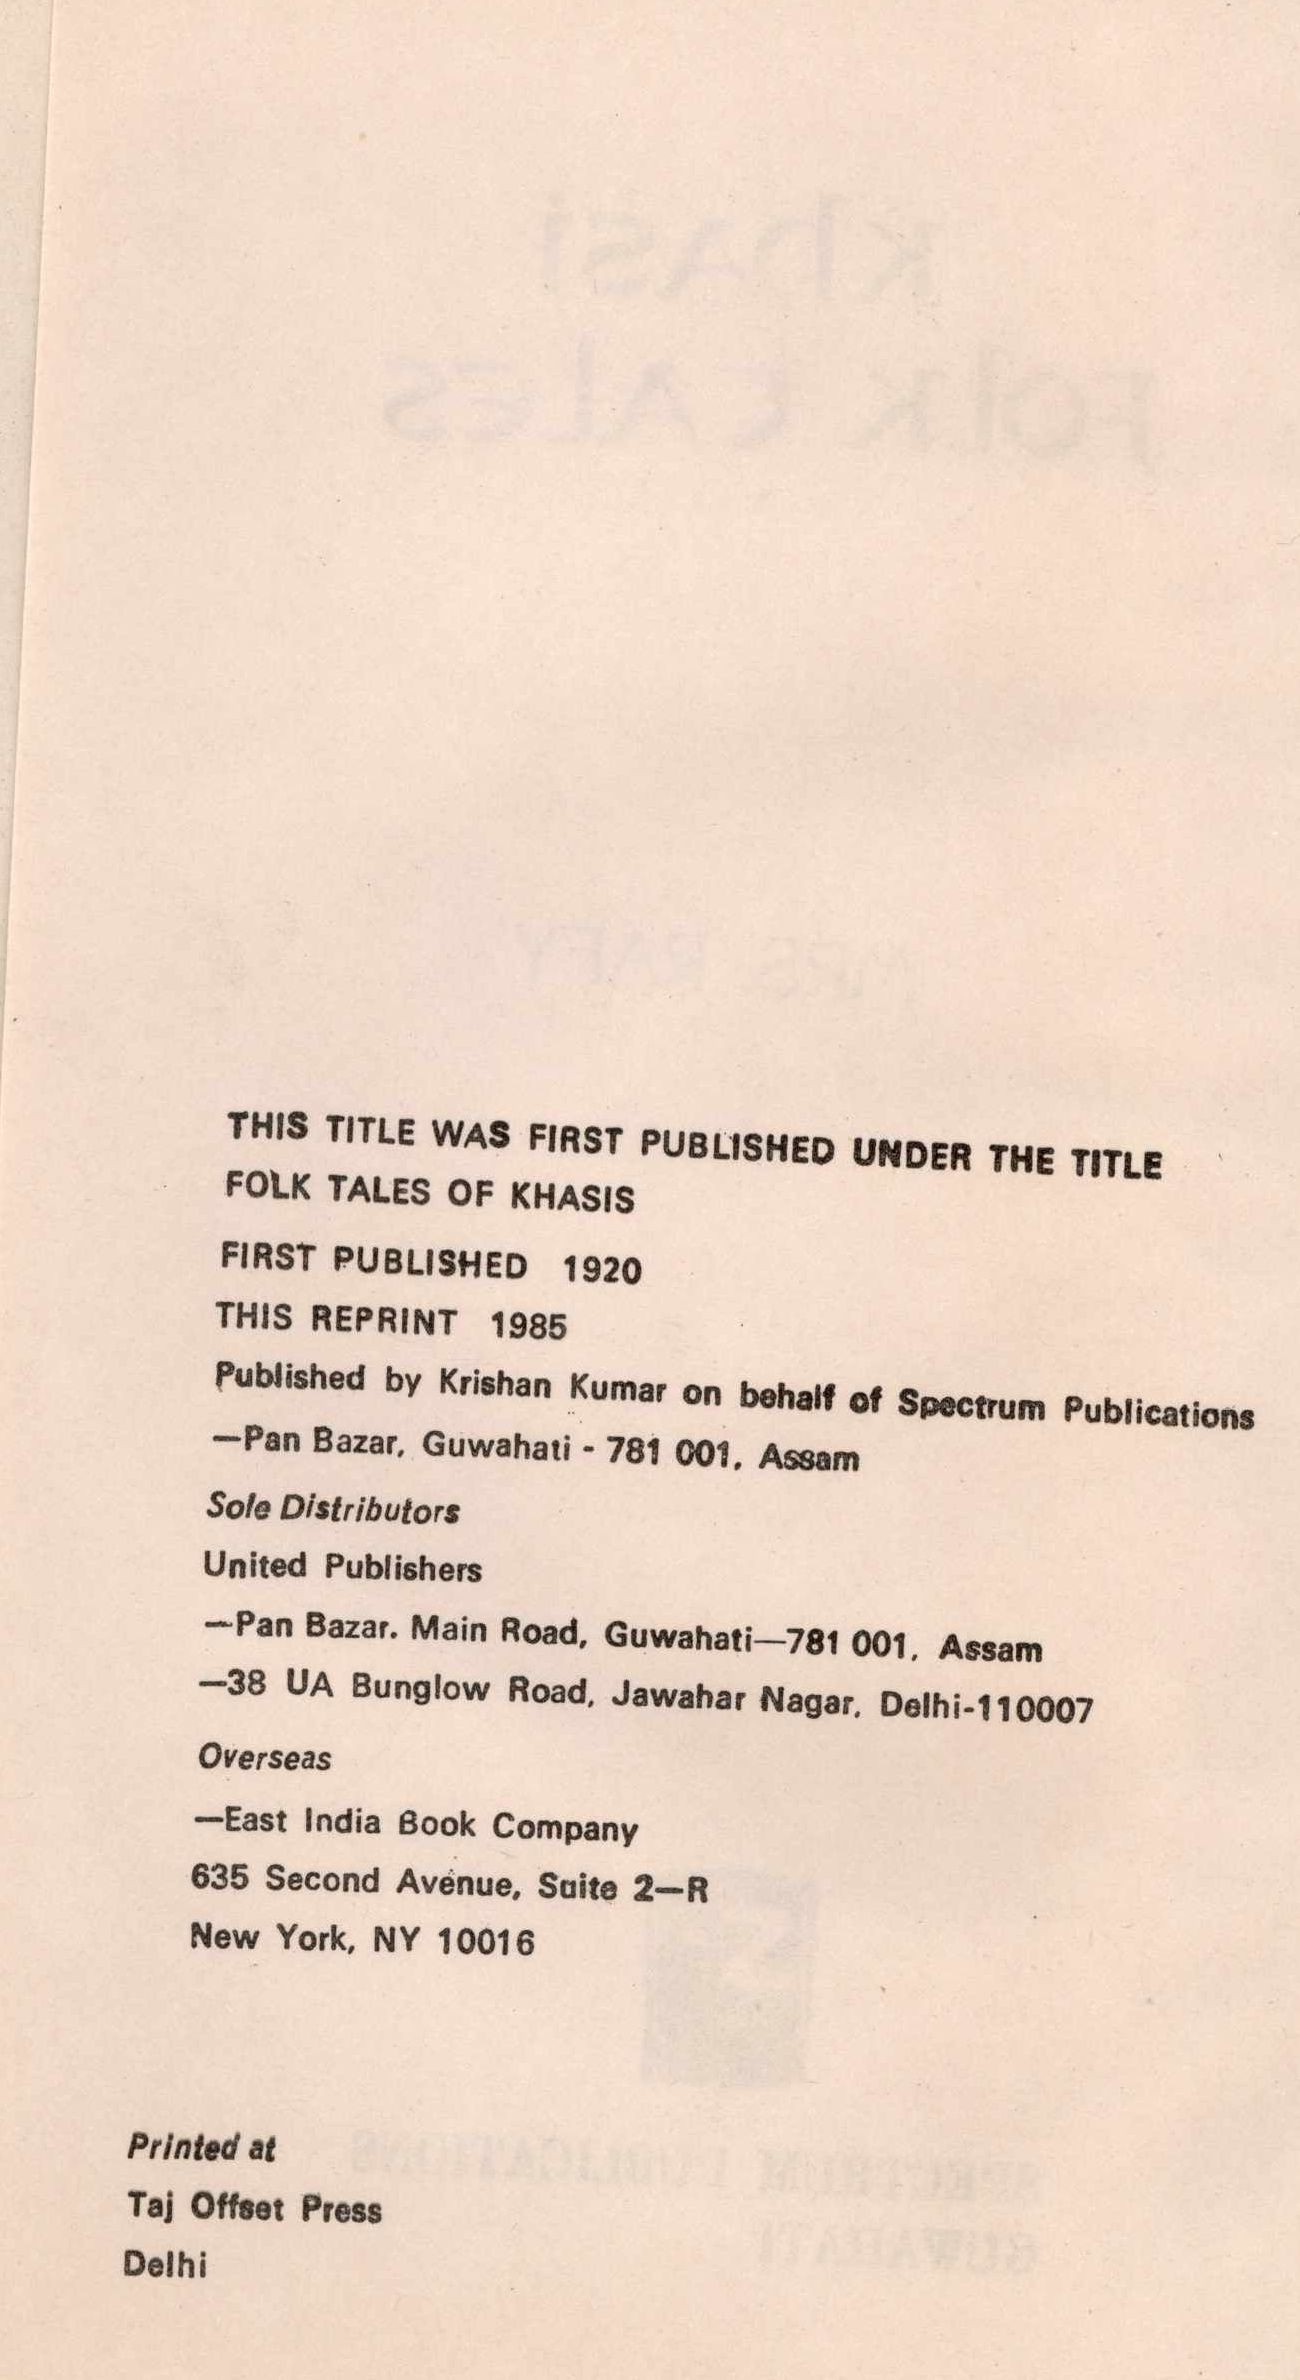 THIS TITLE WAS FIRST PUBLISHED UNDER THE TITLE
FOLK TALES OF KHASIS
FIRST PUBLISHED 1920
THIS REPRINT 1985
Published by Krishan Kumar on behalf of Spectrum Publications
—Pan Bazar, Guwahati - 781 001, Assam
Sole Distributors
United Publishers
—Pan Bazar. Main Road, Guwahati—781 001, Assam
—38 UA Bunglow Road, Jawahar Nagar, Delhi-110007
Overseas
—East India Book Company
635 Second Avenue, Suite 2—R
New York, NY 10016
Printed at
Taj Offset Press
Delhi